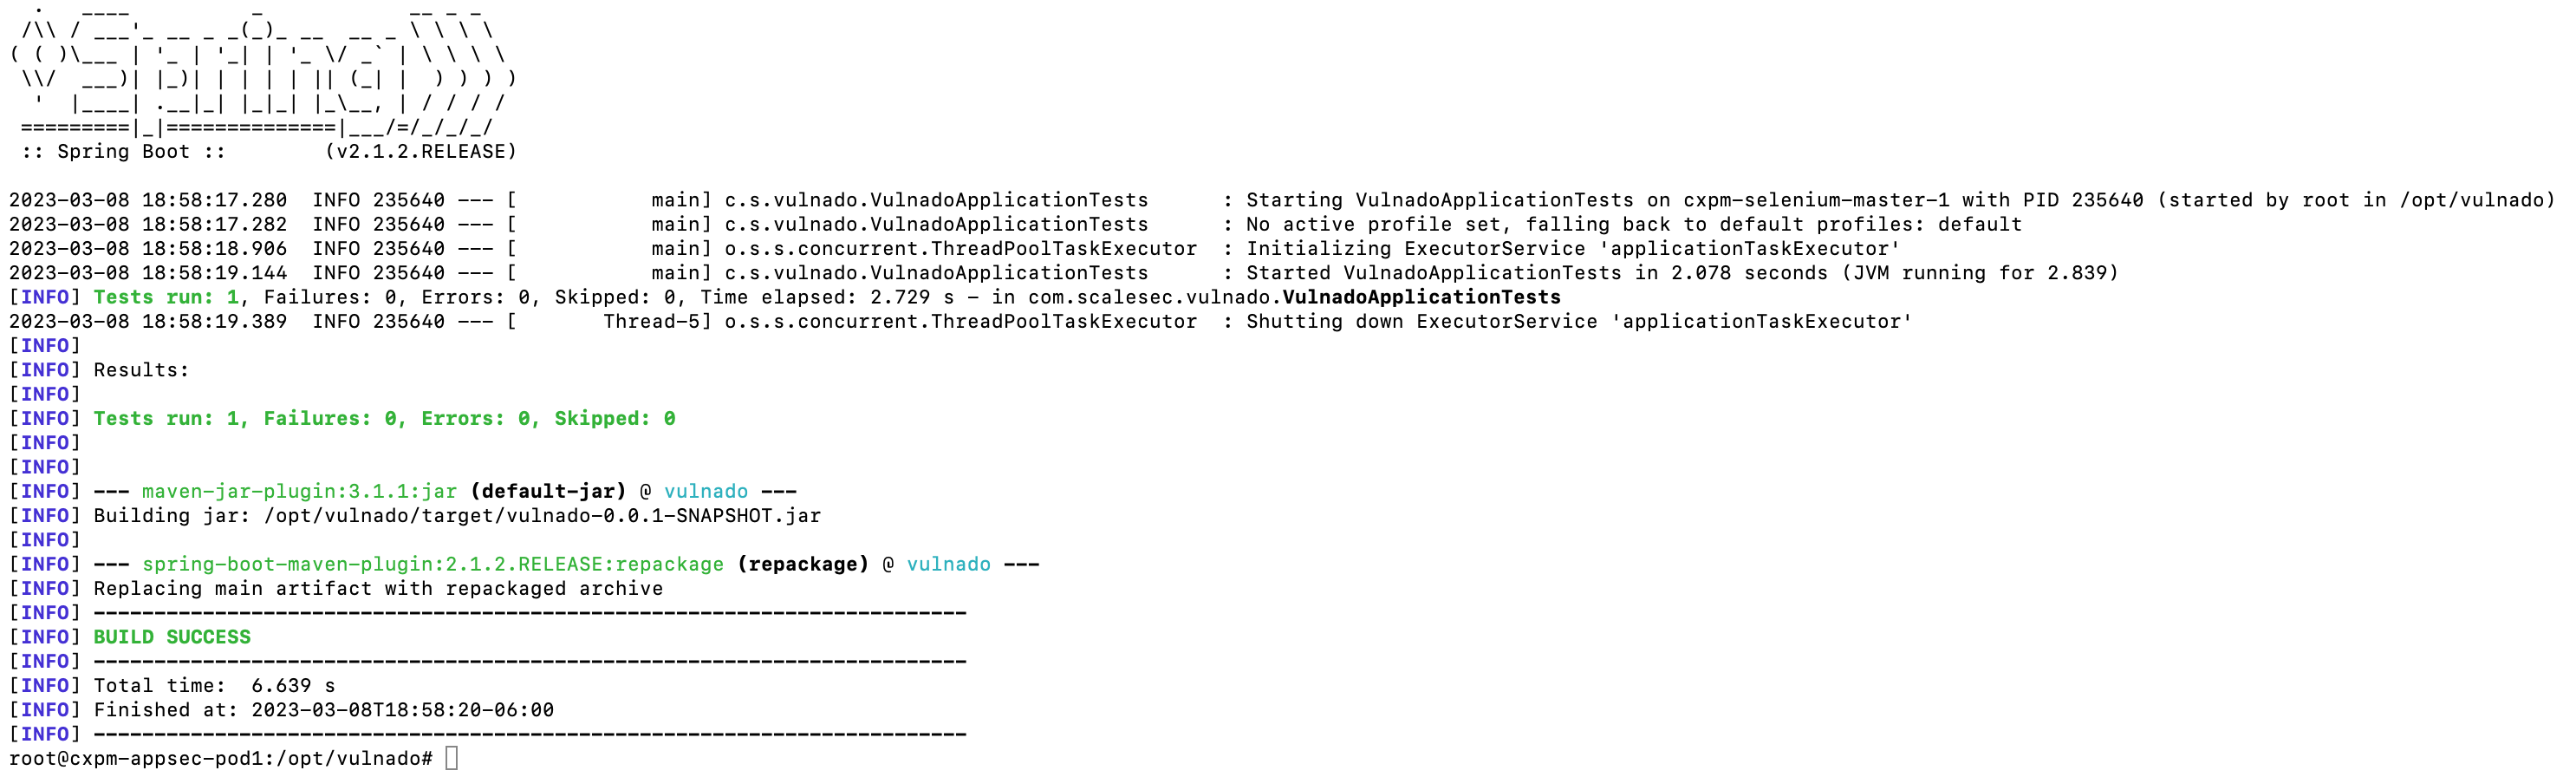 .   ____          _            __ _ _
 /\\ / ___'_ __ _ _(_)_ __  __ _ \ \ \ \
( ( )\___ | '_ | '_| | '_ \/ _` | \ \ \ \
 \\/  ___)| |_)| | | | | || (_| |  ) ) ) )
  '  |____| .__|_| |_|_| |_\__, | / / / /
 =========|_|==============|___/=/_/_/_/
 :: Spring Boot ::        (v2.1.2.RELEASE)

2023-03-08 18:58:17.280  INFO 235640 --- [           main] c.s.vulnado.VulnadoApplicationTests      : Starting VulnadoApplicationTests on cxpm-selenium-master-1 with PID 235640 (started by root in /opt/vulnado)
2023-03-08 18:58:17.282  INFO 235640 --- [           main] c.s.vulnado.VulnadoApplicationTests      : No active profile set, falling back to default profiles: default
2023-03-08 18:58:18.906  INFO 235640 --- [           main] o.s.s.concurrent.ThreadPoolTaskExecutor  : Initializing ExecutorService 'applicationTaskExecutor'
2023-03-08 18:58:19.144  INFO 235640 --- [           main] c.s.vulnado.VulnadoApplicationTests      : Started VulnadoApplicationTests in 2.078 seconds (JVM running for 2.839)
[INFO] Tests run: 1, Failures: 0, Errors: 0, Skipped: 0, Time elapsed: 2.729 s - in com.scalesec.vulnado.VulnadoApplicationTests
2023-03-08 18:58:19.389  INFO 235640 --- [       Thread-5] o.s.s.concurrent.ThreadPoolTaskExecutor  : Shutting down ExecutorService 'applicationTaskExecutor'
[INFO]
[INFO] Results:
[INFO]
[INFO] Tests run: 1, Failures: 0, Errors: 0, Skipped: 0
[INFO]
[INFO]
[INFO] --- maven-jar-plugin:3.1.1:jar (default-jar) @ vulnado ---
[INFO] Building jar: /opt/vulnado/target/vulnado-0.0.1-SNAPSHOT.jar
[INFO]
[INFO] --- spring-boot-maven-plugin:2.1.2.RELEASE:repackage (repackage) @ vulnado ---
[INFO] Replacing main artifact with repackaged archive
[INFO] ------------------------------------------------------------------------
[INFO] BUILD SUCCESS
[INFO] ------------------------------------------------------------------------
[INFO] Total time:  6.639 s
[INFO] Finished at: 2023-03-08T18:58:20-06:00
[INFO] ------------------------------------------------------------------------
root@cxpm-appsec-pod1:/opt/vulnado#